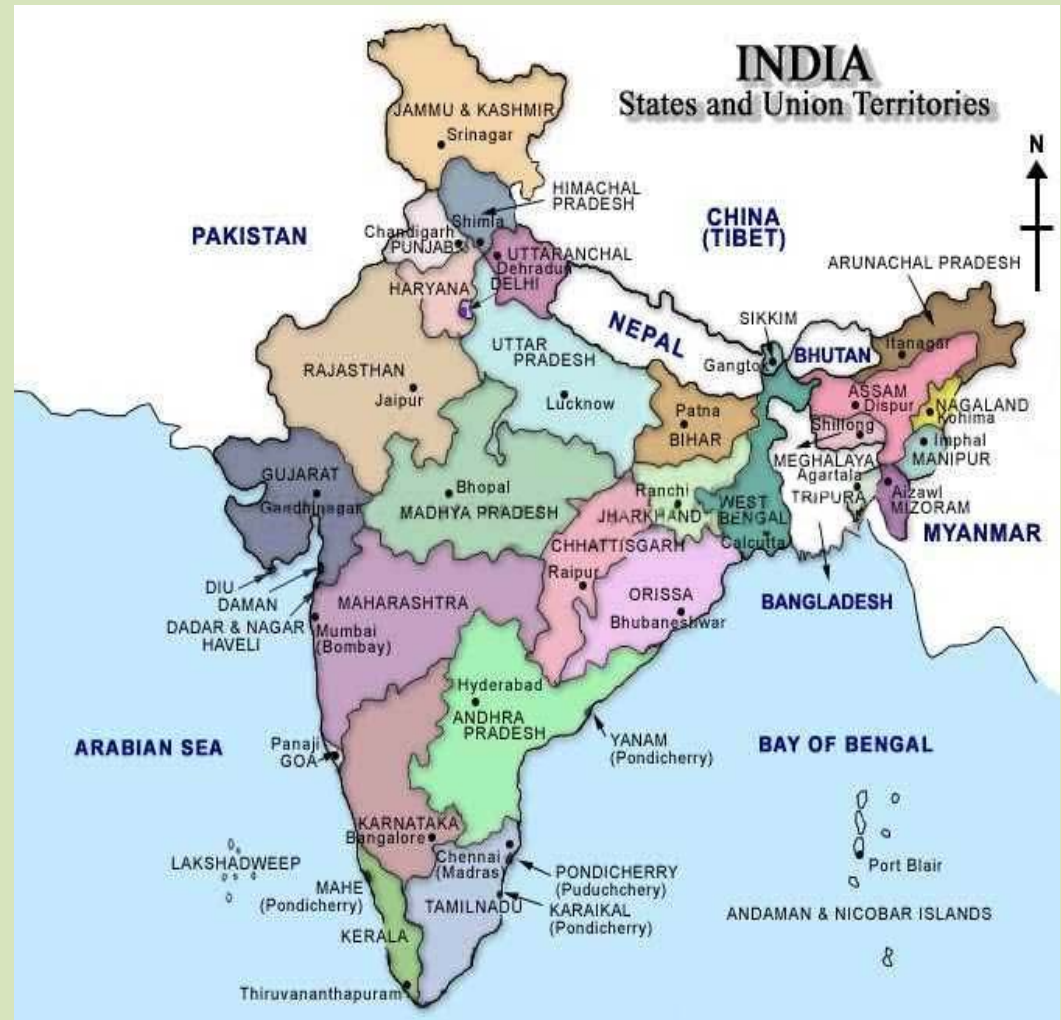 INDIA
States and Union Territories
N
JAMMU & KASHMIR
Srinagar
HIMACHAL
PRADESH
PAKISTAN
Chandigarh
Shimla
PUNJAB
CHINA
(TIBET)
UTTARANCHAL
Dehradun
ARUNACHAL PRADESH
HARYANA
DELHI
NEPAL
SIKKIM
BHUTAN
Itanagar
Gangtok
UTTAR
PRADESH
RAJASTHAN
Jaipur
Lucknow
Patna
BIHAR
ASSAM
Dispur
NAGALAND
Kohima
Shillong
MEGHALAYA
Imphal
MANIPUR
Agartala
TRIPURA
Aizawl
MIZORAM
GUJARAT
Gandhinagar
Bhopal
MADHYA PRADESH
Ranchi
JHARKHAND
WEST
BENGAL
Calcutta
MYANMAR
CHHATTISGARH
Raipur
DIU
DAMAN
DADAR & NAGAR
HAVELI
MAHARASHTRA
Mumbai
(Bombay)
ORISSA
Bhubaneshwar
BANGLADESH
Hyderabad
ANDHRA
PRADESH
YANAM
(Pondicherry)
ARABIAN SEA
Panaji
GOA
BAY OF BENGAL
KARNATAKA
Bangalore
LAKSHADWEEP
Chennai
(Madras)
PONDICHERRY
(Puduchchery)
Port Blair
MAHE
(Pondicherry)
TAMILNADU
KARAIKAL
(Pondicherry)
ANDAMAN & NICOBAR ISLANDS
KERALA
Thiruvananthapuram